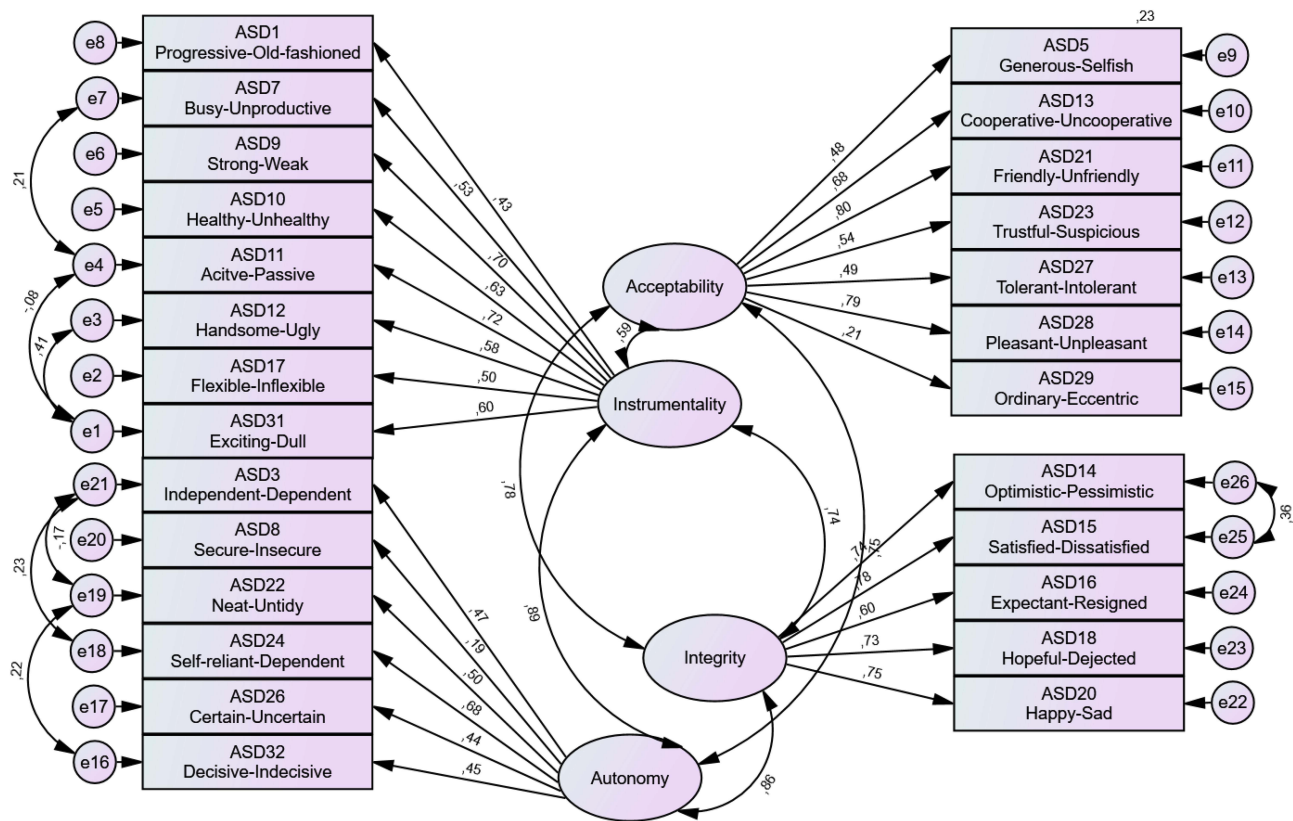 ,23
e8
ASD1
Progressive-Old-fashioned
e7
ASD7
Busy-Unproductive
e6
ASD9
Strong-Weak
e5
ASD10
Healthy-Unhealthy
e4
ASD11
Acitve-Passive
e3
ASD12
Handsome-Ugly
e2
ASD17
Flexible-Inflexible
e1
ASD31
Exciting-Dull
e21
ASD3
Independent-Dependent
e20
ASD8
Secure-Insecure
e19
ASD22
Neat-Untidy
e18
ASD24
Self-reliant-Dependent
e17
ASD26
Certain-Uncertain
e16
ASD32
Decisive-Indecisive
,21
-,08
,41
-,17
,23
,22
,43
,53
,70
,63
,72
,58
,50
,60
,47
,19
,50
,68
,44
,45
Acceptability
Instrumentality
Integrity
Autonomy
,59
,78
,74
,89
,75
,86
,48
,68
,80
,54
,49
,79
,21
,74
,78
,60
,73
,75
ASD5
Generous-Selfish
e9
ASD13
Cooperative-Uncooperative
e10
ASD21
Friendly-Unfriendly
e11
ASD23
Trustful-Suspicious
e12
ASD27
Tolerant-Intolerant
e13
ASD28
Pleasant-Unpleasant
e14
ASD29
Ordinary-Eccentric
e15
ASD14
Optimistic-Pessimistic
e26
ASD15
Satisfied-Dissatisfied
e25
ASD16
Expectant-Resigned
e24
ASD18
Hopeful-Dejected
e23
ASD20
Happy-Sad
e22
,36